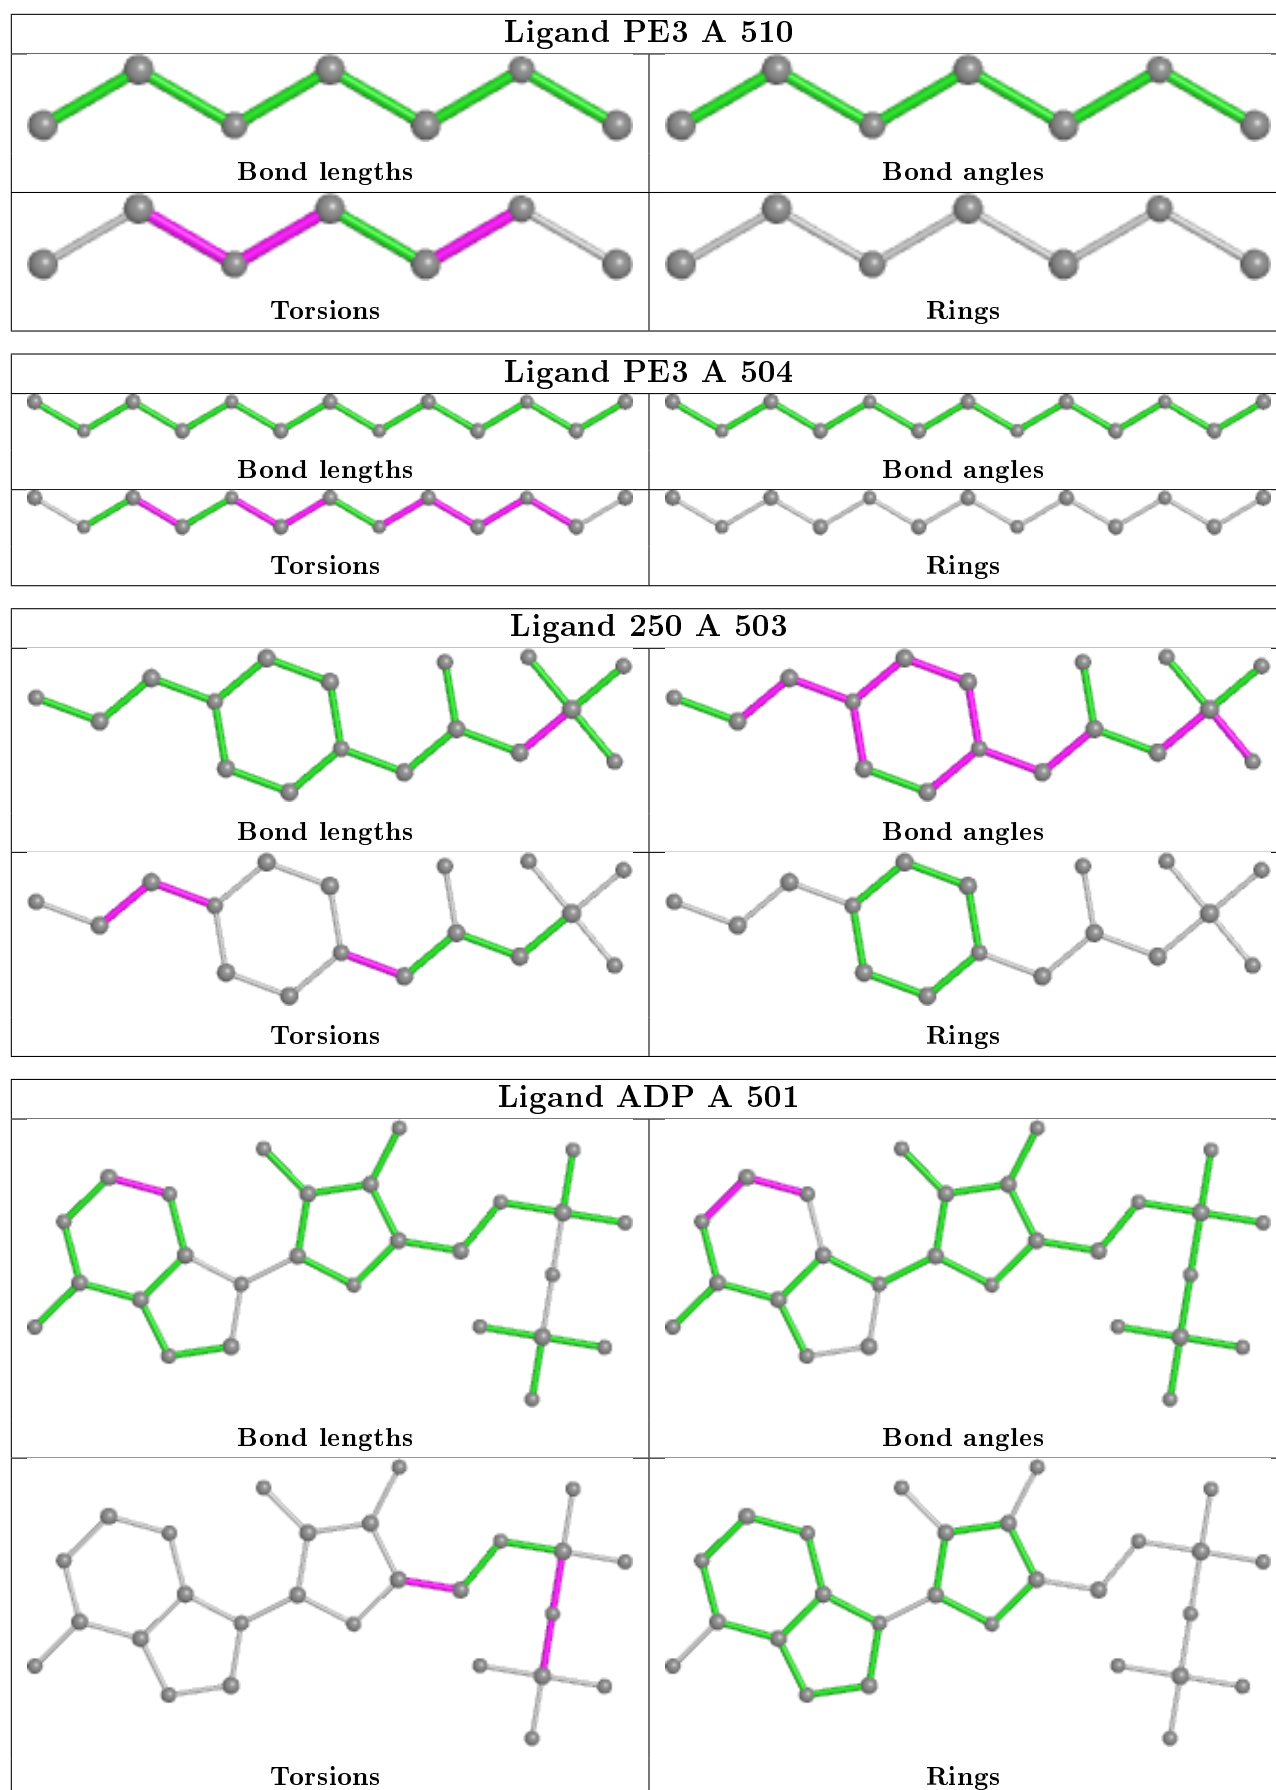 Ligand PE3 A 510
Bond lengths
Bond angles
Torsions
Rings
Ligand PE3 A 504
Bond lengths
Bond angles
Torsions
Rings
Ligand 250 A 503
Bond lengths
Bond angles
Torsions
Rings
Ligand ADP A 501
Bond lengths
Bond angles
Torsions
Rings